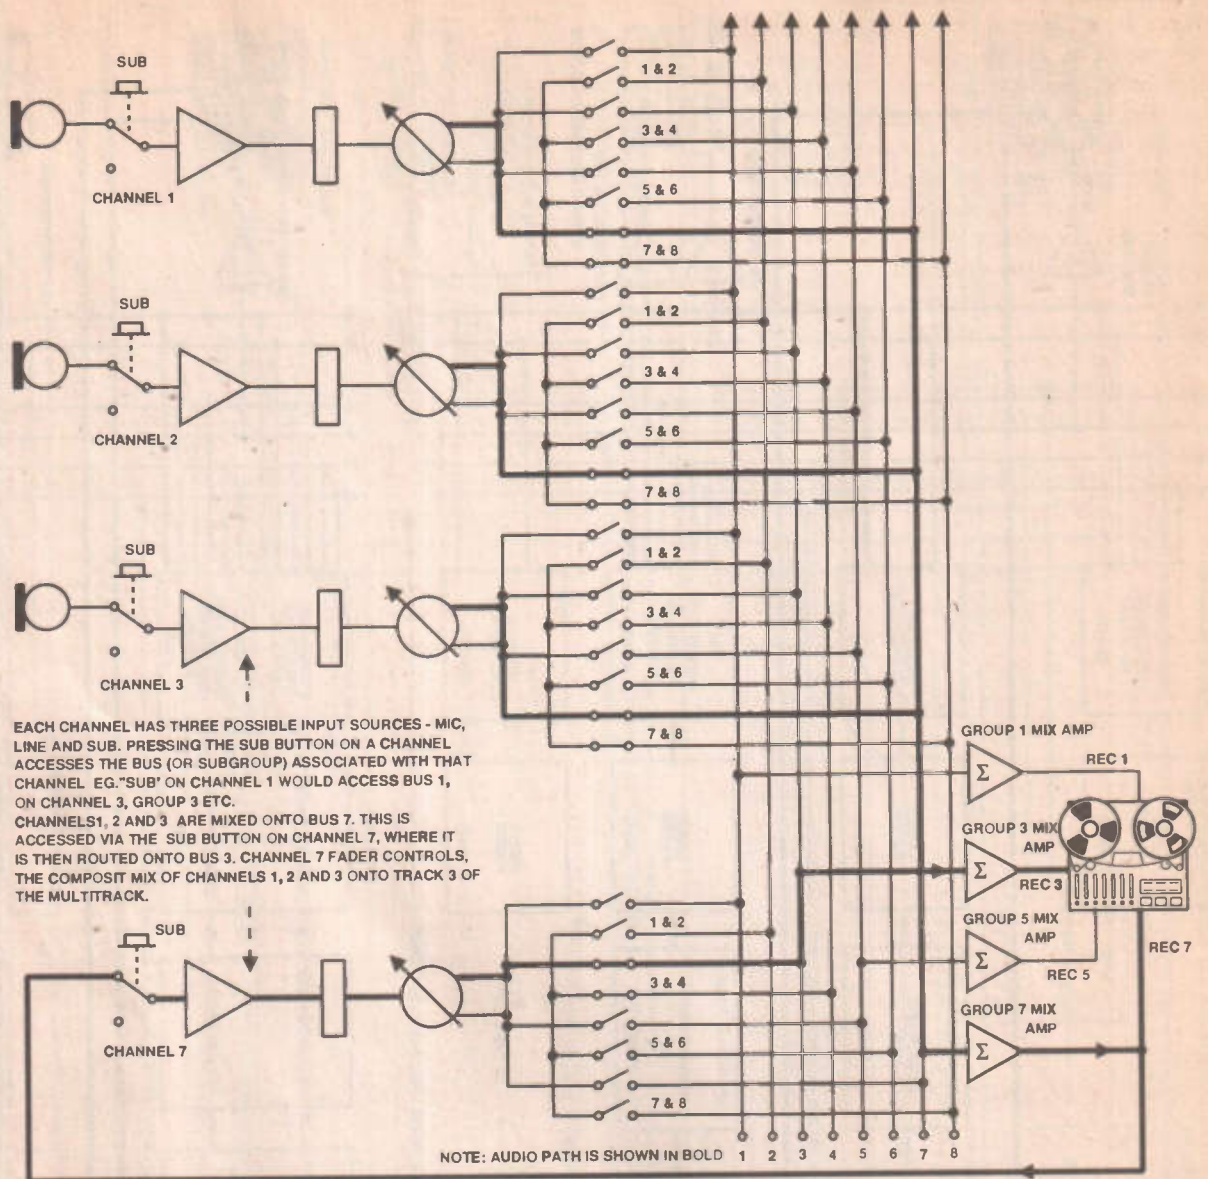 SUB
1 & 2
3 & 4
5 & 6
CHANNEL 1
7 & 8
SUB
1 & 2
3 & 4
5 & 6
CHANNEL 2
7 & 8
SUB
1 & 2
3 & 4
5 & 6
CHANNEL 3
7 & 8
EACH CHANNEL HAS THREE POSSIBLE INPUT SOURCES - MIC,
LINE AND SUB. PRESSING THE SUB BUTTON ON A CHANNEL
ACCESSES THE BUS (OR SUBGROUP) ASSOCIATED WITH THAT
CHANNEL EG."SUB' ON CHANNEL 1 WOULD ACCESS BUS 1,
ON CHANNEL 3, GROUP 3 ETC.
CHANNELS1, 2 AND 3 ARE MIXED ONTO BUS 7. THIS IS
ACCESSED VIA THE SUB BUTTON ON CHANNEL 7, WHERE IT
IS THEN ROUTED ONTO BUS 3. CHANNEL 7 FADER CONTROLS,
THE COMPOSIT MIX OF CHANNELS 1, 2 AND 3 ONTO TRACK 3 OF
THE MULTITRACK.
GROUP 1 MIX AMP
Σ
REC 1
GROUP 3 MIX
AMP
Σ
REC 3
GROUP 5 MIX
AMP
Σ
REC 5
REC 7
GROUP 7 MIX
AMP
Σ
SUB
1 & 2
3 & 4
5 & 6
CHANNEL 7
7 & 8
NOTE: AUDIO PATH IS SHOWN IN BOLD 1 2 3 4 5 6 7 8